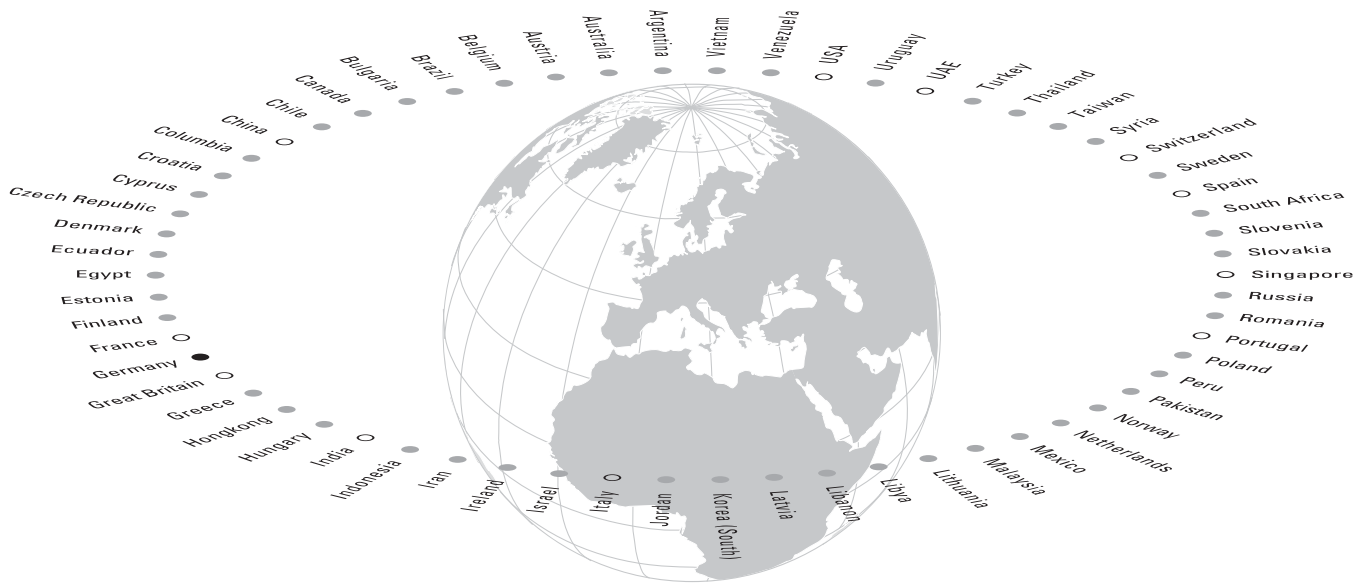 Argentina
Australia
Austria
Belgium
Brazil
Bulgaria
Canada
Chile
China
Columbia
Croatia
Cyprus
Czech Republic
Denmark
Ecuador
Egypt
Estonia
Finland
France
Germany
Great Britain
Greece
Hongkong
Hungary
India
Indonesia
Iran
Ireland
Israel
Italy
Jordan
Korea (South)
Latvia
Libanon
Libya
Lithuania
Malaysia
Mexico
Netherlands
Norway
Pakistan
Peru
Poland
Portugal
Romania
Russia
Singapore
Slovakia
Slovenia
South Africa
Spain
Sweden
Switzerland
Syria
Taiwan
Thailand
Turkey
UAE
Uruguay
USA
Venezuela
Vietnam